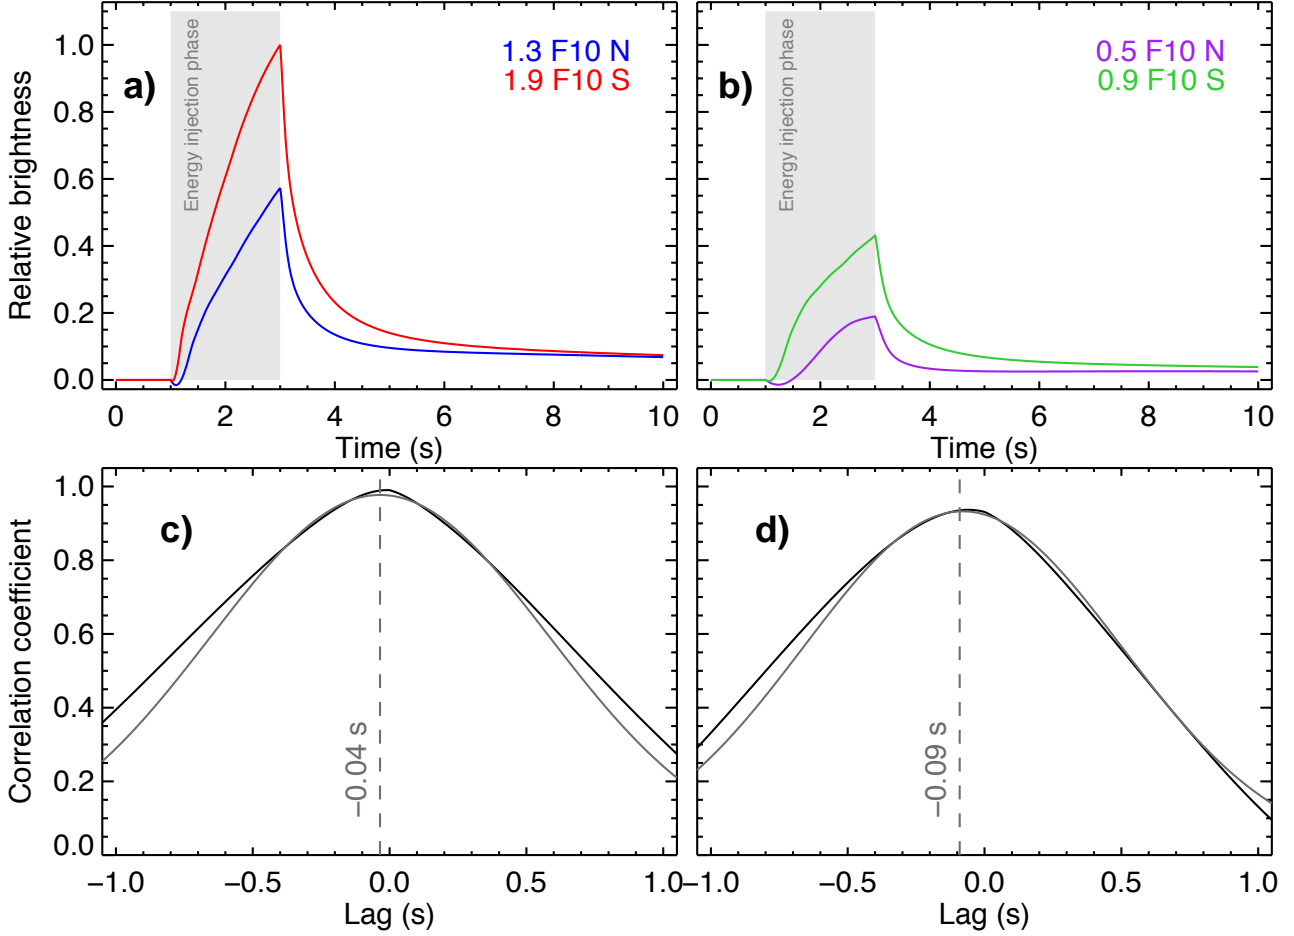 a)
Energy injection phase
1.3 F10 N
1.9 F10 S
Relative brightness
1.0
0.8
0.6
0.4
0.2
0.0
0 2 4 6 8 10
Time (s)
b)
Energy injection phase
0.5 F10 N
0.9 F10 S
0 2 4 6 8 10
Time (s)
c)
Correlation coefficient
1.0
0.8
0.6
0.4
0.2
0.0
−0.04 s
−1.0 −0.5 0.0 0.5 1.0
Lag (s)
d)
−0.09 s
−1.0 −0.5 0.0 0.5 1.0
Lag (s)